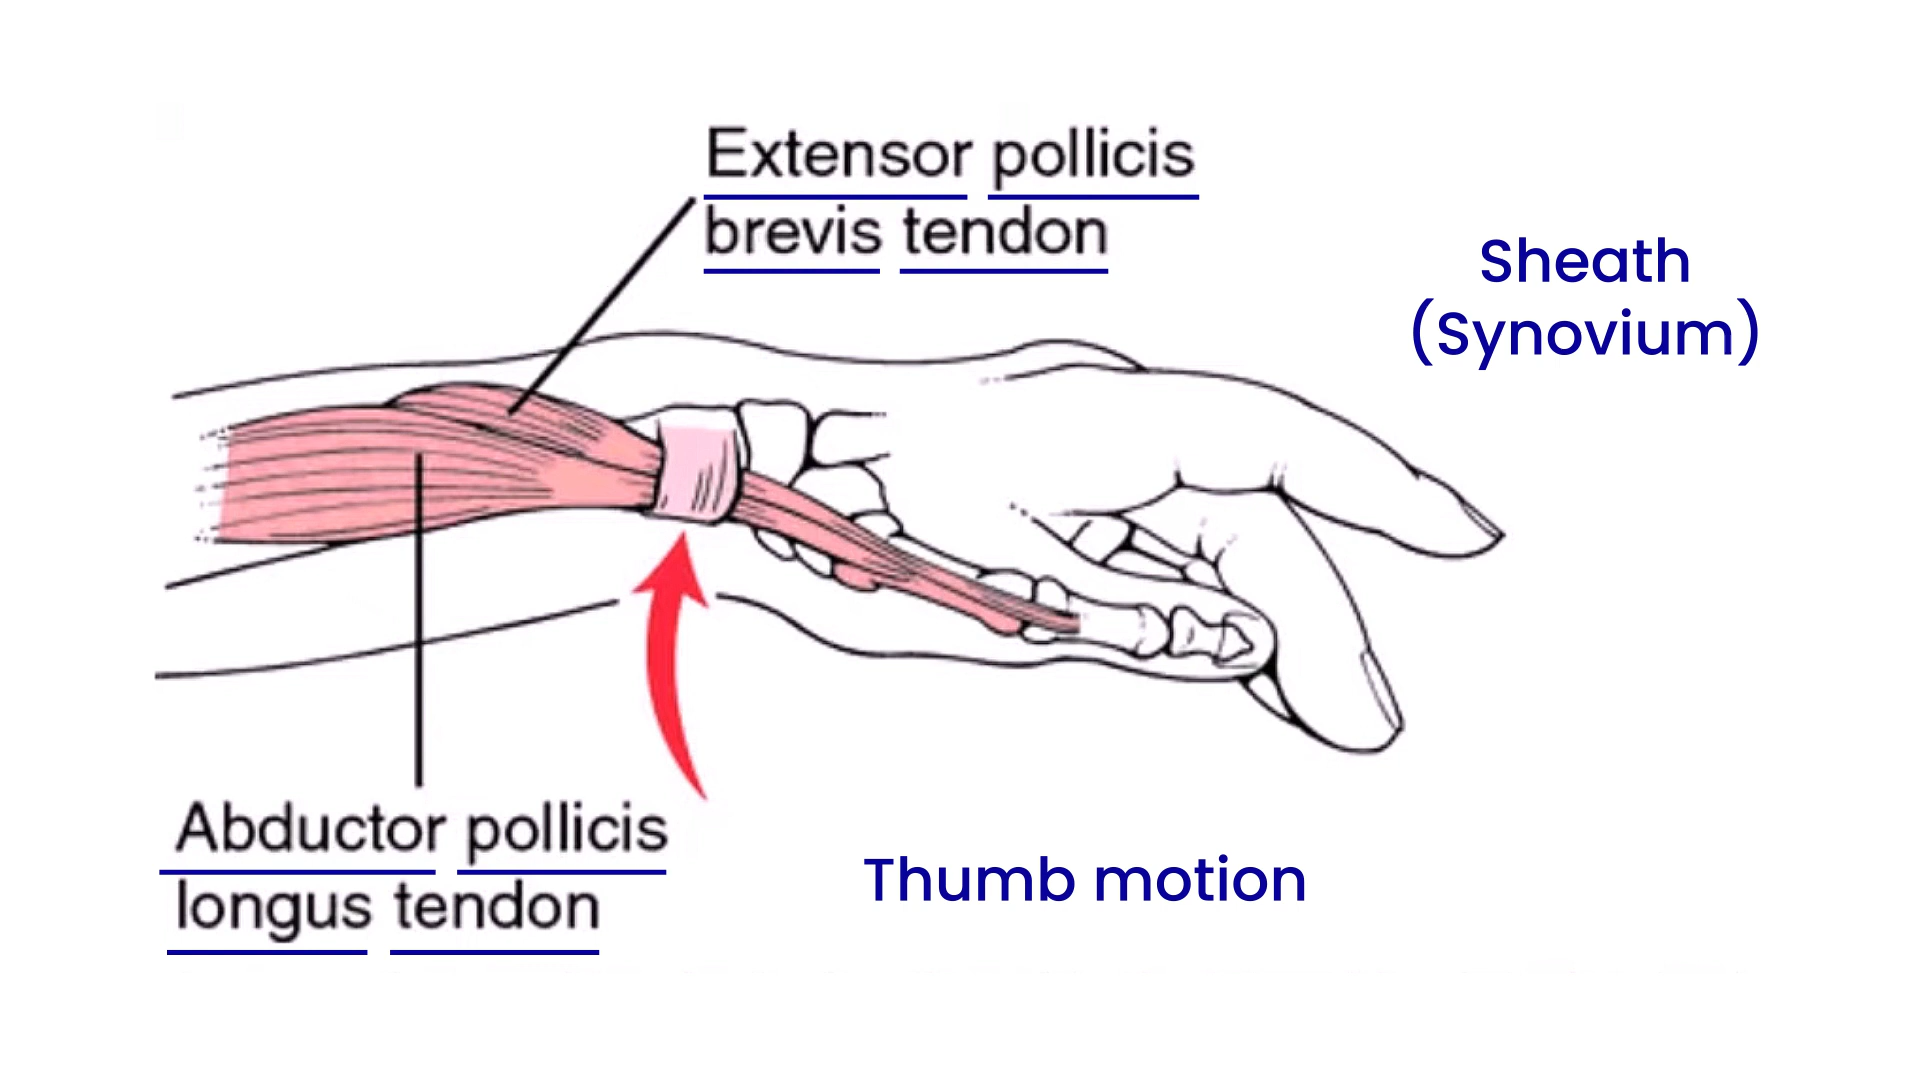 Extensor pollicis
brevis tendon
Sheath
(Synovium)
Abductor pollicis
longus tendon
Thumb motion